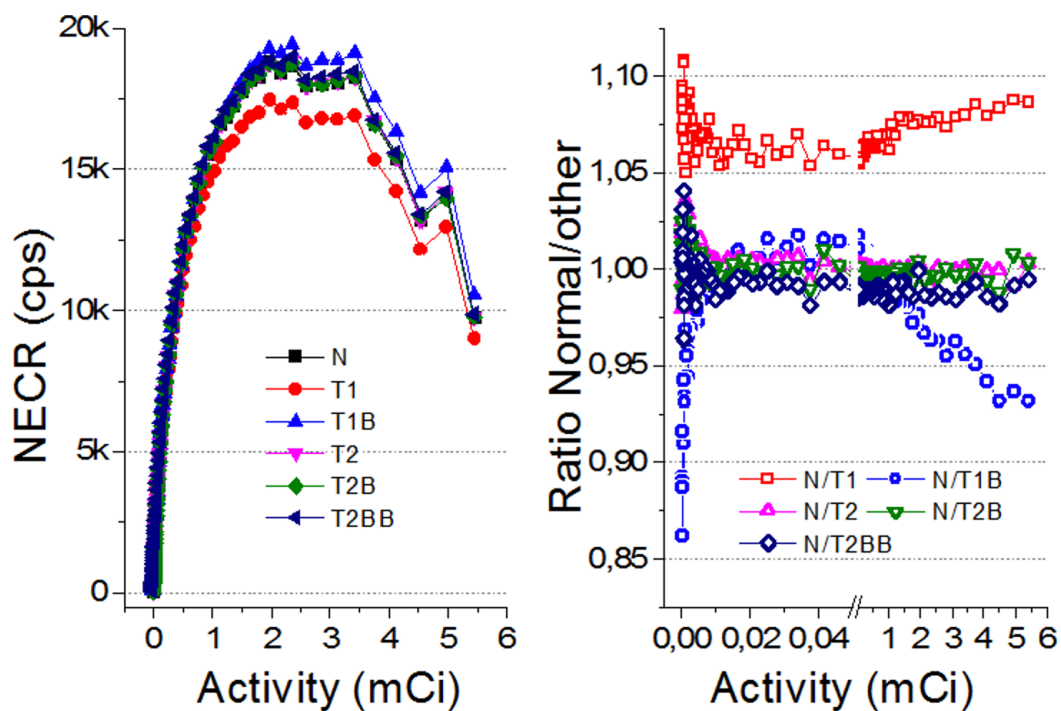 NECR (cps)
20k
15k
10k
5k
0
0 1 2 3 4 5 6
Activity (mCi)
N
T1
T1B
T2
T2B
T2BB
Ratio Normal/other
1,10
1,05
1,00
0,95
0,90
0,85
0,00 0,02 0,04 1 2 3 4 5 6
Activity (mCi)
N/T1 N/T1B
N/T2 N/T2B
N/T2BB